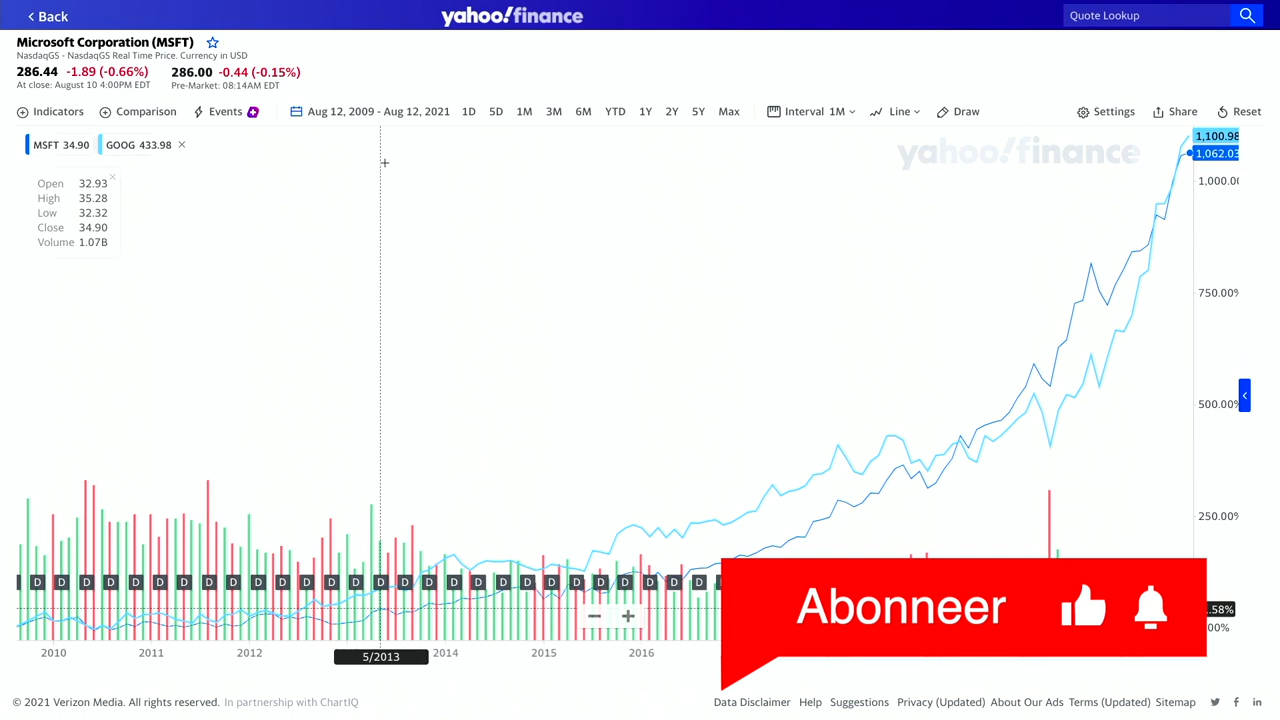 Back
yahoo!finance
Quote Lookup
Microsoft Corporation (MSFT)
NasdaqGS - NasdaqGS Real Time Price. Currency in USD
286.44 -1.89 (-0.66%) 286.00 -0.44 (-0.15%)
At close: August 10 4:00PM EDT Pre-Market: 08:14AM EDT
Indicators Comparison Events Aug 12, 2009 - Aug 12, 2021 1D 5D 1M 3M 6M YTD 1Y 2Y 5Y Max Interval 1M Line Draw Settings Share Reset
MSFT 34.90 GOOG 433.98
yahoo!finance
1,100.98
1,062.03
Open 32.93
High 35.28
Low 32.32
Close 34.90
Volume 1.07B
1,000.0
750.00%
500.00%
250.00%
D D D D D D D D D D D D D D D D D D D D D D D D D D D D D
Abonneer
.58%
00%
2010 2011 2012 5/2013 2014 2015 2016
© 2021 Verizon Media. All rights reserved. In partnership with ChartIQ
Data Disclaimer Help Suggestions Privacy (Updated) About Our Ads Terms (Updated) Sitemap